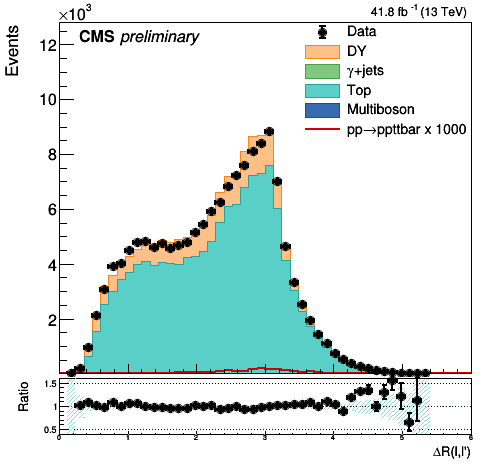 ×10³
41.8 fb⁻¹ (13 TeV)
CMS preliminary
Events
12
10
8
6
4
2
Data
DY
γ+jets
Top
Multiboson
pp→ppttbar x 1000
Ratio
1.5
1
0.5
0 1 2 3 4 5 6
ΔR(l,l')